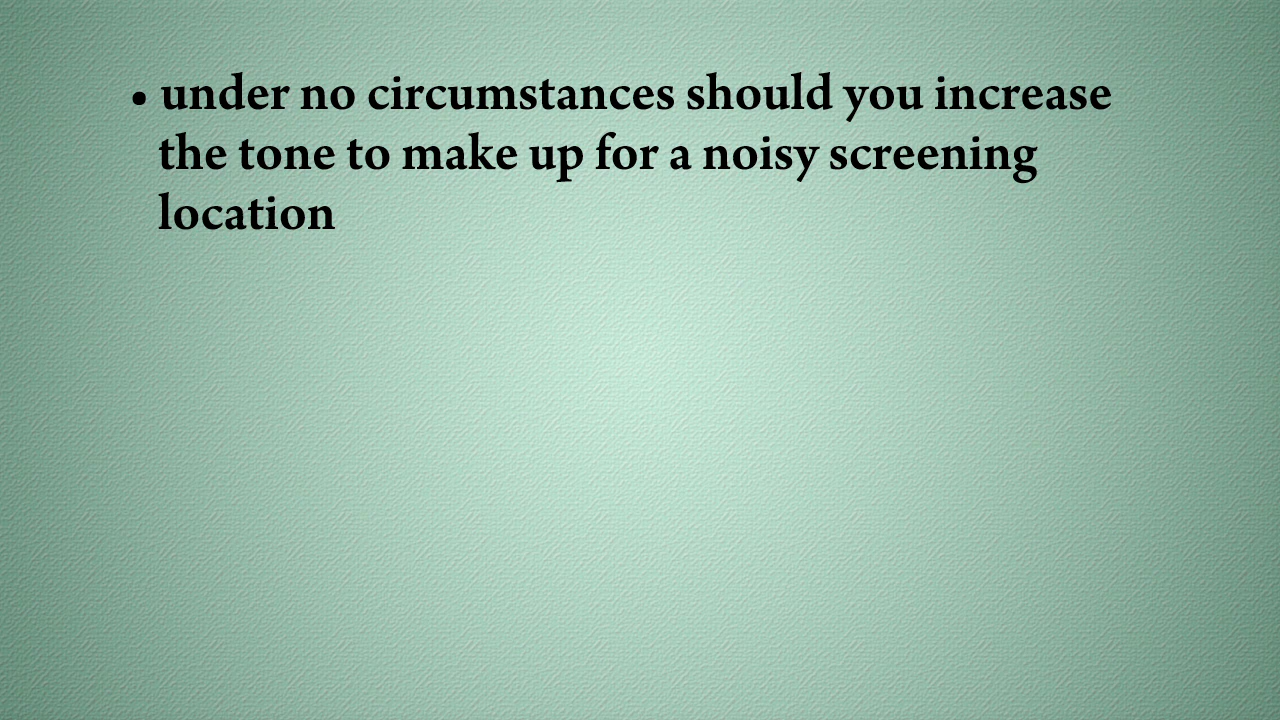 • under no circumstances should you increase
the tone to make up for a noisy screening
location